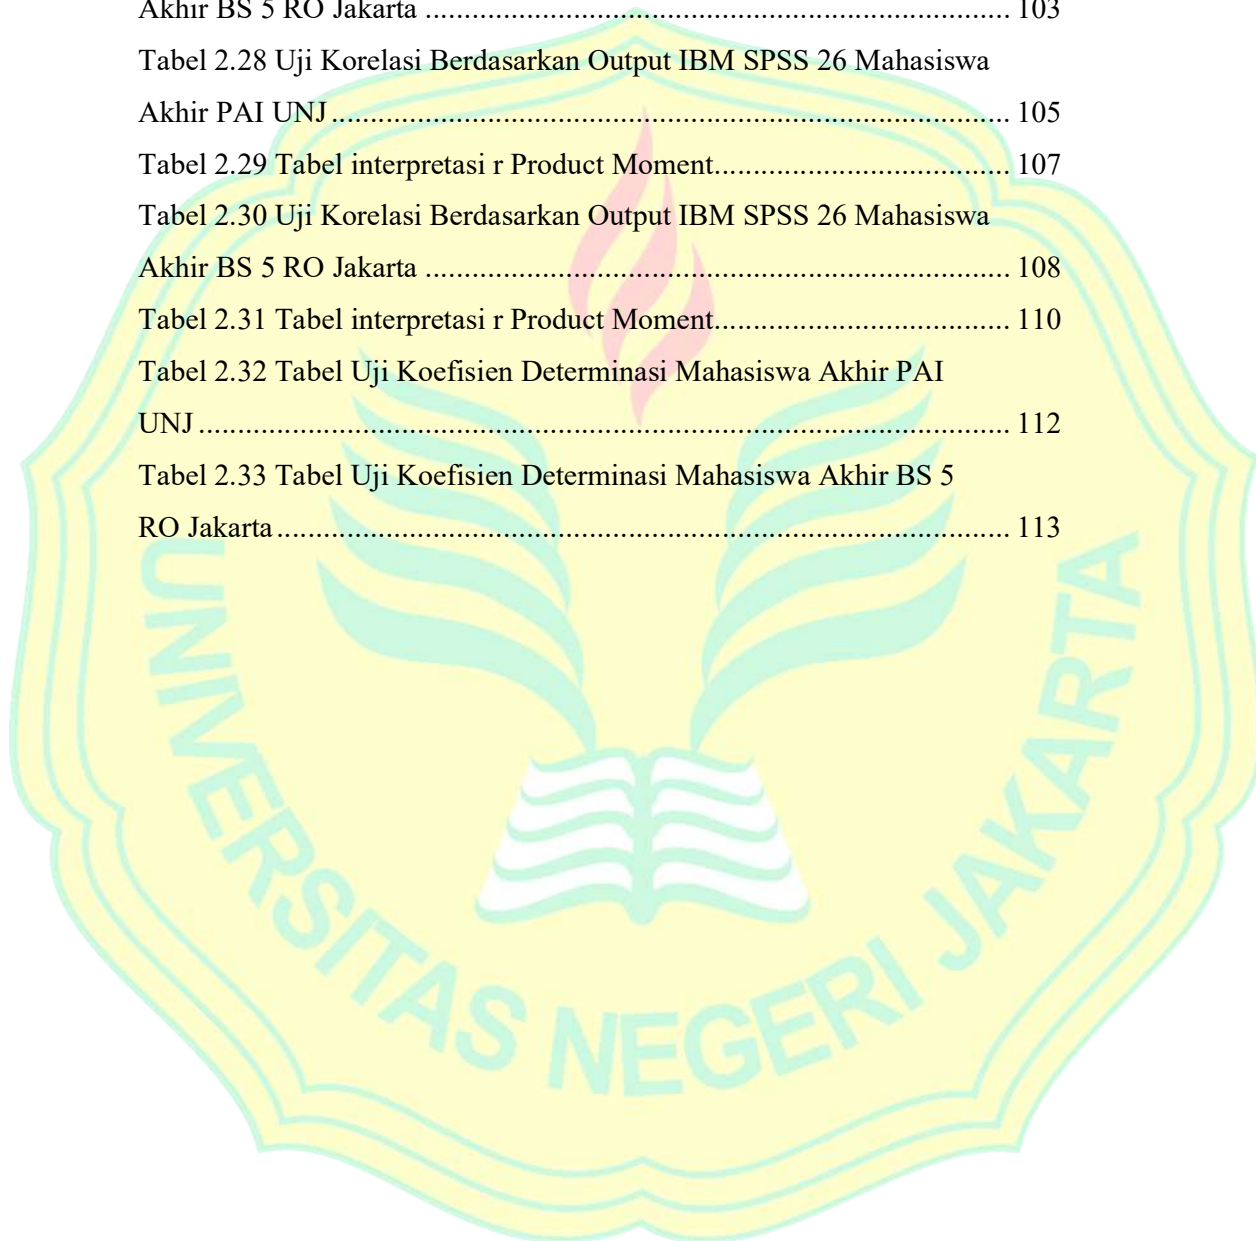 Akhir BS 5 RO Jakarta ........................................................................... 103
Tabel 2.28 Uji Korelasi Berdasarkan Output IBM SPSS 26 Mahasiswa
Akhir PAI UNJ ....................................................................................... 105
Tabel 2.29 Tabel interpretasi r Product Moment...................................... 107
Tabel 2.30 Uji Korelasi Berdasarkan Output IBM SPSS 26 Mahasiswa
Akhir BS 5 RO Jakarta ........................................................................... 108
Tabel 2.31 Tabel interpretasi r Product Moment...................................... 110
Tabel 2.32 Tabel Uji Koefisien Determinasi Mahasiswa Akhir PAI
UNJ ........................................................................................................ 112
Tabel 2.33 Tabel Uji Koefisien Determinasi Mahasiswa Akhir BS 5
RO Jakarta .............................................................................................. 113
UNIVERSITAS NEGERI JAKARTA